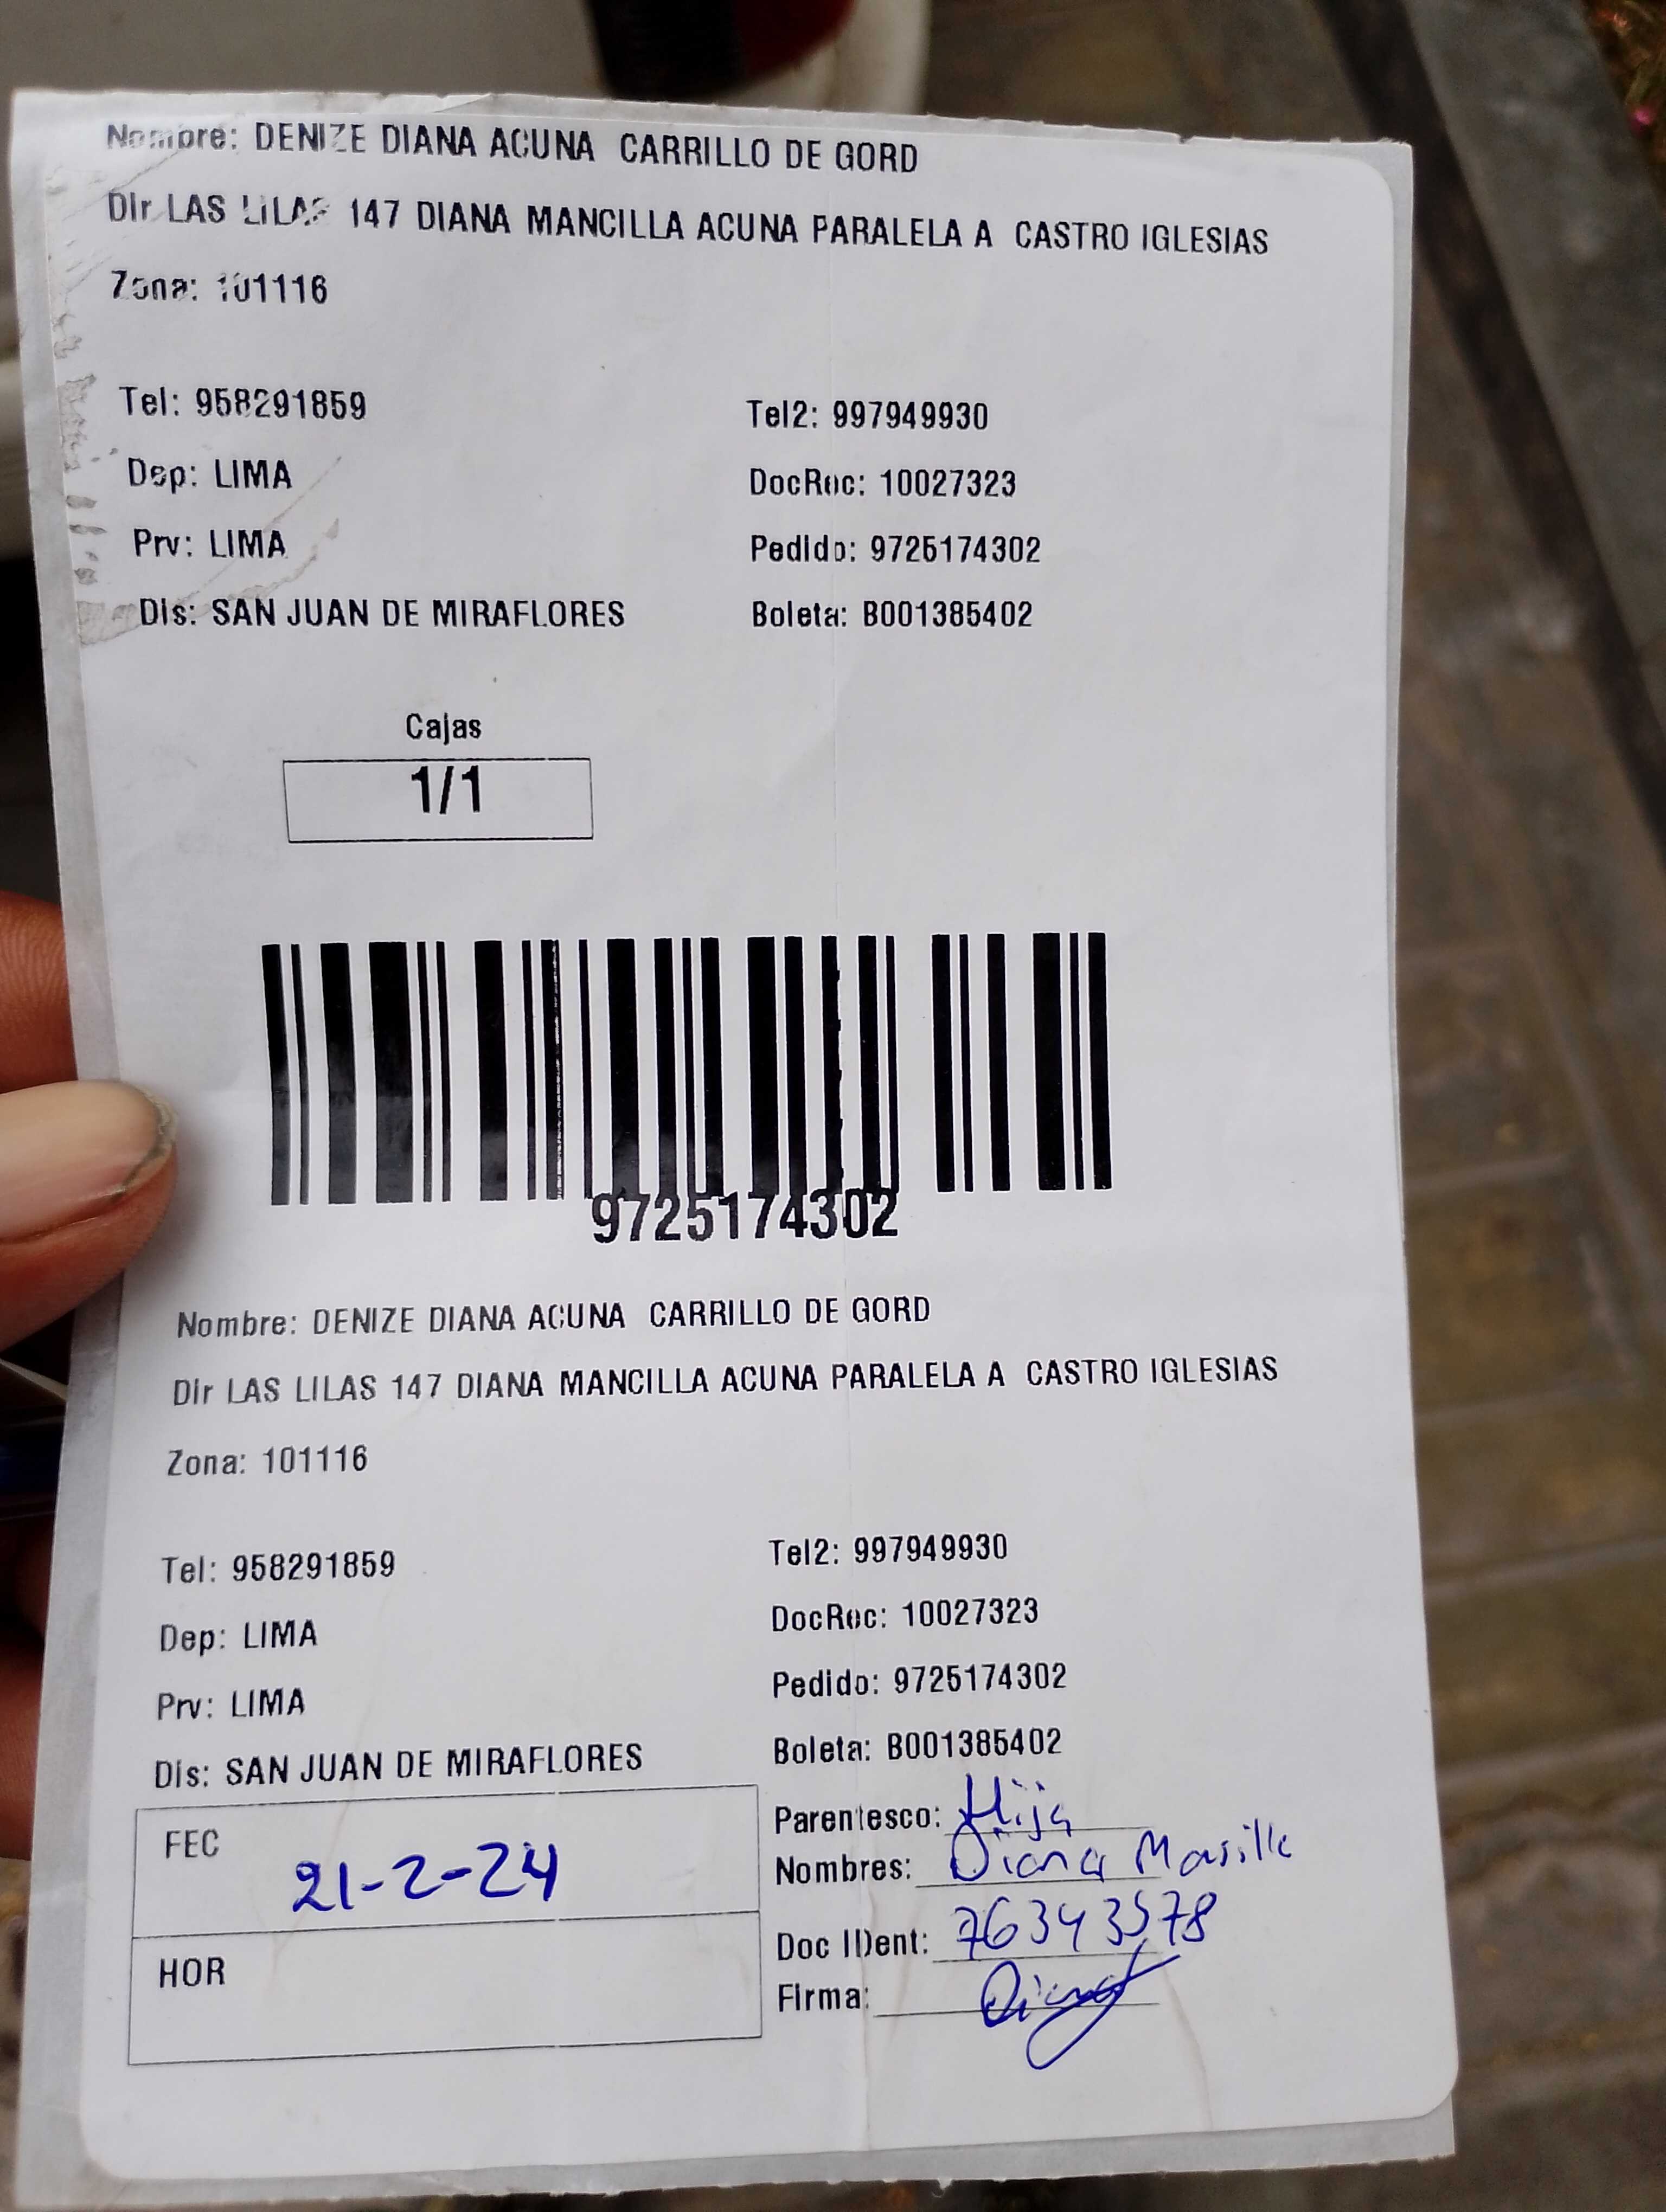 Nombre: DENIZE DIANA ACUNA CARRILLO DE GORD
Dir LAS LILAS 147 DIANA MANCILLA ACUNA PARALELA A CASTRO IGLESIAS
Zona: 101116
Tel: 958291859 Tel2: 997949930
Dep: LIMA DocRec: 10027323
Prv: LIMA Pedido: 9725174302
Dis: SAN JUAN DE MIRAFLORES Boleta: B001385402
Cajas
1/1
9725174302
Nombre: DENIZE DIANA ACUNA CARRILLO DE GORD
Dir LAS LILAS 147 DIANA MANCILLA ACUNA PARALELA A CASTRO IGLESIAS
Zona: 101116
Tel: 958291859 Tel2: 997949930
Dep: LIMA DocRec: 10027323
Prv: LIMA Pedido: 9725174302
Dis: SAN JUAN DE MIRAFLORES Boleta: B001385402
FEC 21-2-24
HOR
Parentesco: Hija
Nombres: Diana
Doc IDent: 76343578
Firma: